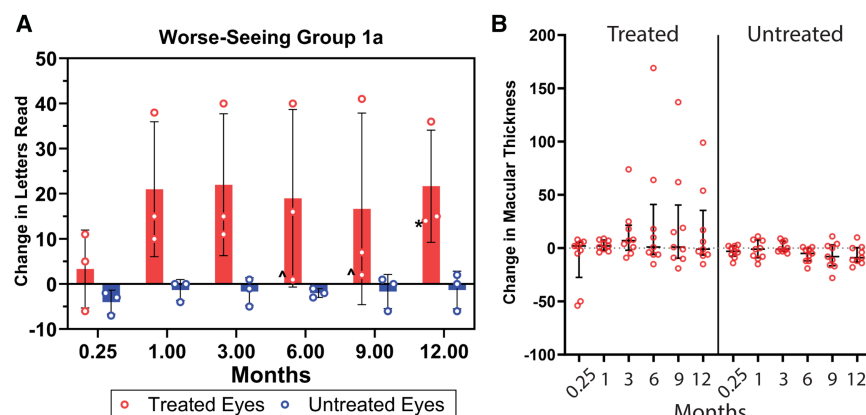 A
Worse-Seeing Group 1a
Change in Letters Read
50
40
30
20
10
0
-10
*
^
^
0.25 1.00 3.00 6.00 9.00 12.00
Months
Treated Eyes Untreated Eyes
B
Treated Untreated
Change in Macular Thickness
200
150
100
50
0
-50
-100
0.25 1 3 6 9 12 0.25 1 3 6 9 12
Months